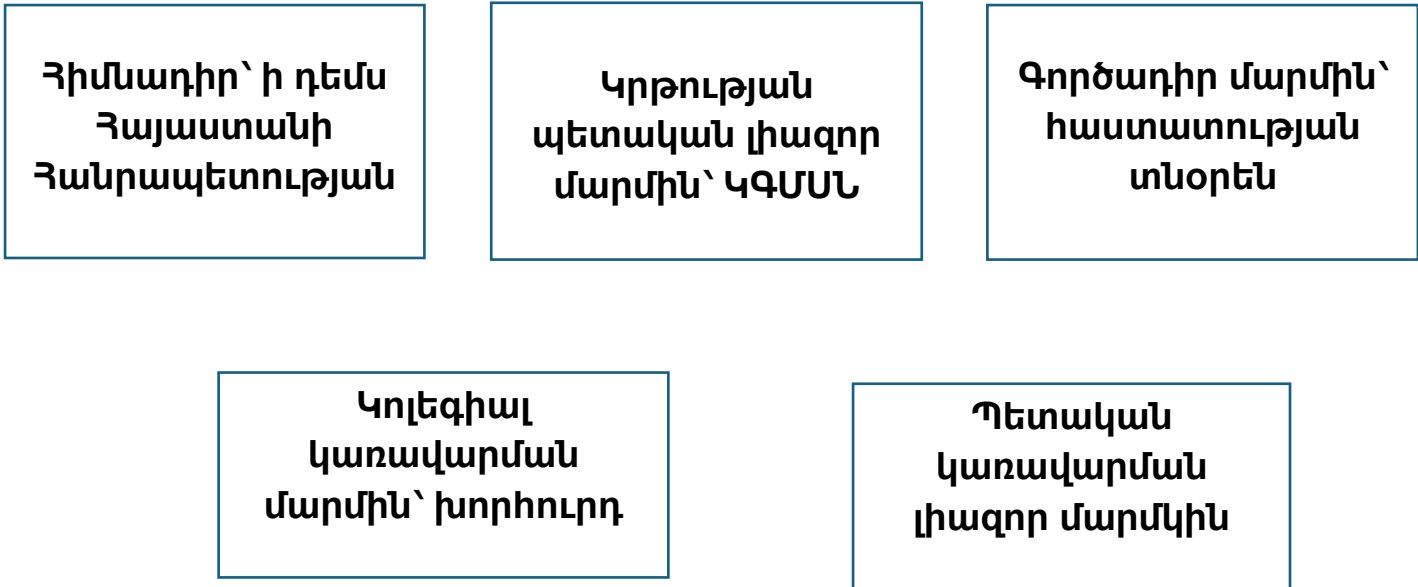 Հիմնադիր՝ ի դեմս
Հայաստանի
Հանրապետության
Կրթության
պետական լիազոր
մարմին՝ ԿԳՄՍՆ
Գործադիր մարմին՝
հաստատության
տնօրեն
Կոլեգիալ
կառավարման
մարմին՝ խորհուրդ
Պետական
կառավարման
լիազոր մարմկին